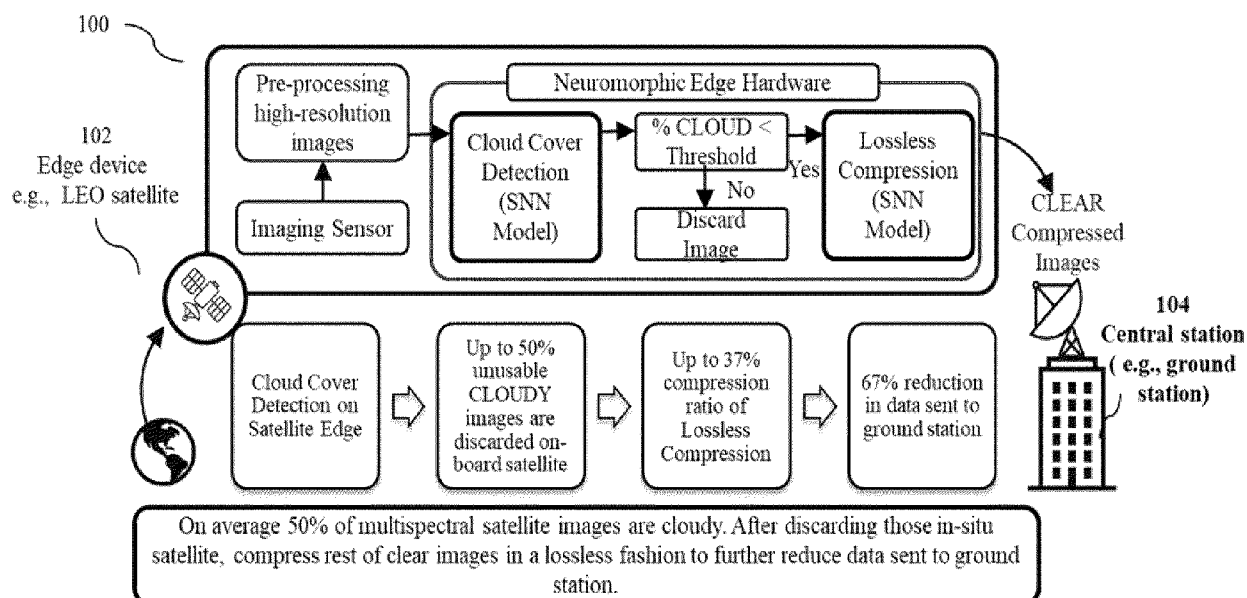 100
102
Edge device
e.g., LEO satellite
Pre-processing
high-resolution
images
Imaging Sensor
Neuromorphic Edge Hardware
Cloud Cover
Detection
(SNN
Model)
% CLOUD <
Threshold
Yes
No
Discard
Image
Lossless
Compression
(SNN
Model)
CLEAR
Compressed
Images
104
Central station
( e.g., ground
station)
Cloud Cover
Detection on
Satellite Edge
Up to 50%
unusable
CLOUDY
images are
discarded on-
board satellite
Up to 37%
compression
ratio of
Lossless
Compression
67% reduction
in data sent to
ground station
On average 50% of multispectral satellite images are cloudy. After discarding those in-situ
satellite, compress rest of clear images in a lossless fashion to further reduce data sent to ground
station.